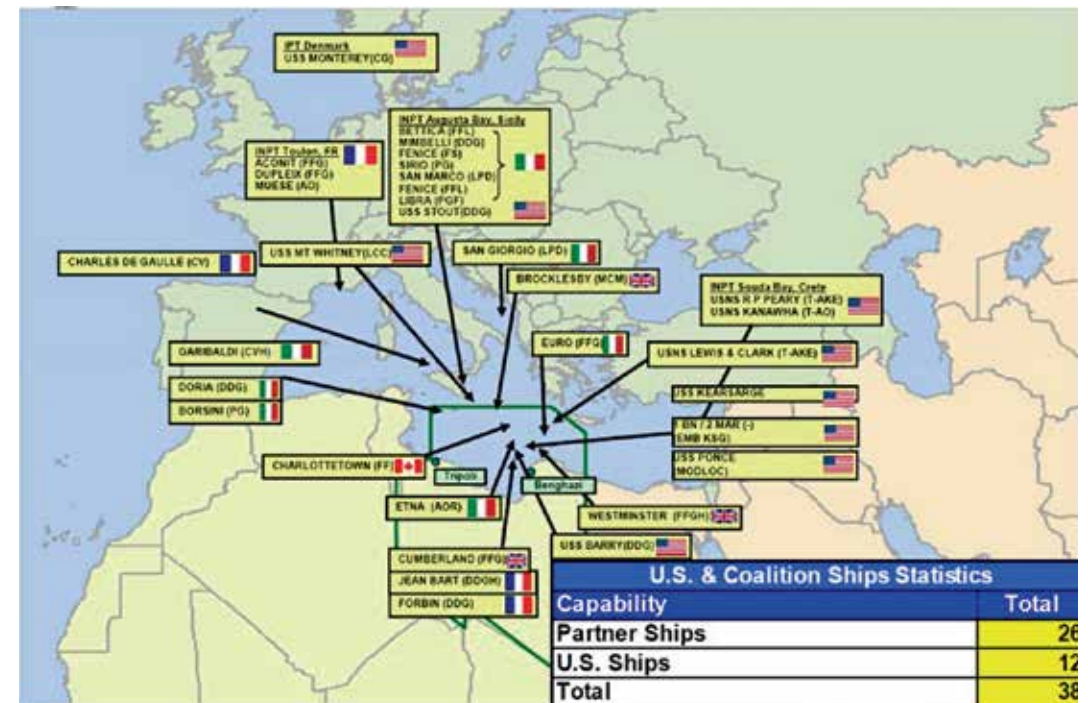 IPT Denmark
USS MONTEREY(CG)
INPT Augusta Bay, Sicily
BETTICA (FFL)
MIMBELLI (DDG)
FENICE (FS)
SIRIO (PG)
SAN MARCO (LPD)
FENICE (FFL)
LIBRA (FGF)
USS STOUT(DDG)
INPT Toulon, FR
ACONIT (FFG)
DUPLEIX (FFG)
MUESE (AO)
USS MT WHITNEY(LCC)
SAN GIORGIO (LPD)
CHARLES DE GAULLE (CV)
BROCKLESBY (MCM)
INPT Souda Bay, Crete
USNS R P PEARY (T-AKE)
USNS KANAWHA (T-AO)
GARIBALDI (CVH)
EURO (FFG)
USNS LEWIS & CLARK (T-AKE)
DORIA (DDG)
BORSINI (PG)
USS KEARSARGE
1 BN / 2 MAR (-)
(EMB KSG)
USS PONCE
(MODLOC)
CHARLOTTETOWN (FF)
Tripoli
Benghazi
ETNA (AOR)
WESTMINSTER (FFGH)
USS BARRY(DDG)
CUMBERLAND (FFG)
JEAN BART (DDGH)
FORBIN (DDG)
U.S. & Coalition Ships Statistics
Capability Total
Partner Ships 26
U.S. Ships 12
Total 38